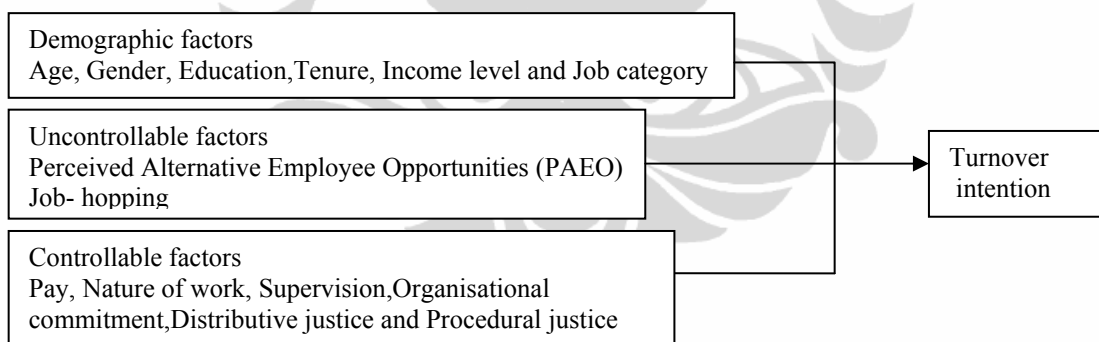 Demographic factors
Age, Gender, Education,Tenure, Income level and Job category
Uncontrollable factors
Perceived Alternative Employee Opportunities (PAEO)
Job- hopping
Turnover
intention
Controllable factors
Pay, Nature of work, Supervision,Organisational
commitment,Distributive justice and Procedural justice